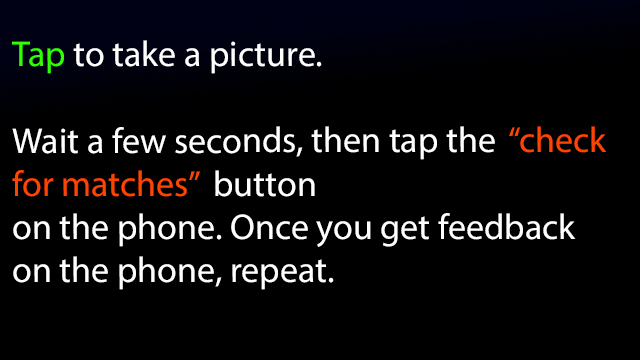 Tap to take a picture.
Wait a few seconds, then tap the “check
for matches” button
on the phone. Once you get feedback
on the phone, repeat.